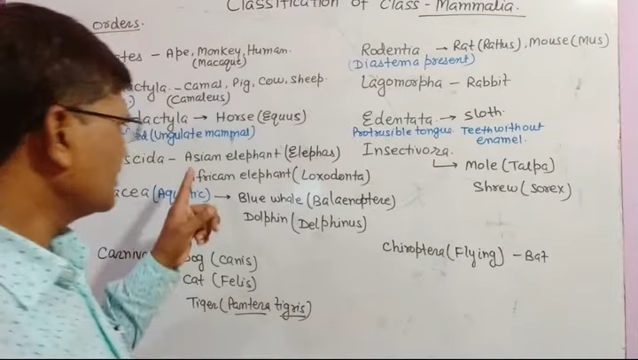 Classification of Class - Mammalia.
orders.
tes - Ape, Monkey, Human.
(Macaque)
actyla. - Camal, Pig, Cow, Sheep
(Camaleus)
dactyla → Horse (Equus)
(Ungulate mammal)
scida - Asian elephant (Elephas)
frican elephant (Loxodonta)
acea (Aquatic) → Blue whale (Balaenoptere)
Dolphin (Delphinus)
Carniv Dog (Canis)
Cat (Felis)
Tiger (Pantera tigris)
Rodentia → Rat (Rattus), Mouse (Mus)
(Diastema present)
Lagomorpha - Rabbit
Edentata → Sloth.
Protrusible tongue Teeth without enamel.
Insectivora.
→ Mole (Talpa)
Shrew (Sorex)
Chiroptera (Flying) - Bat